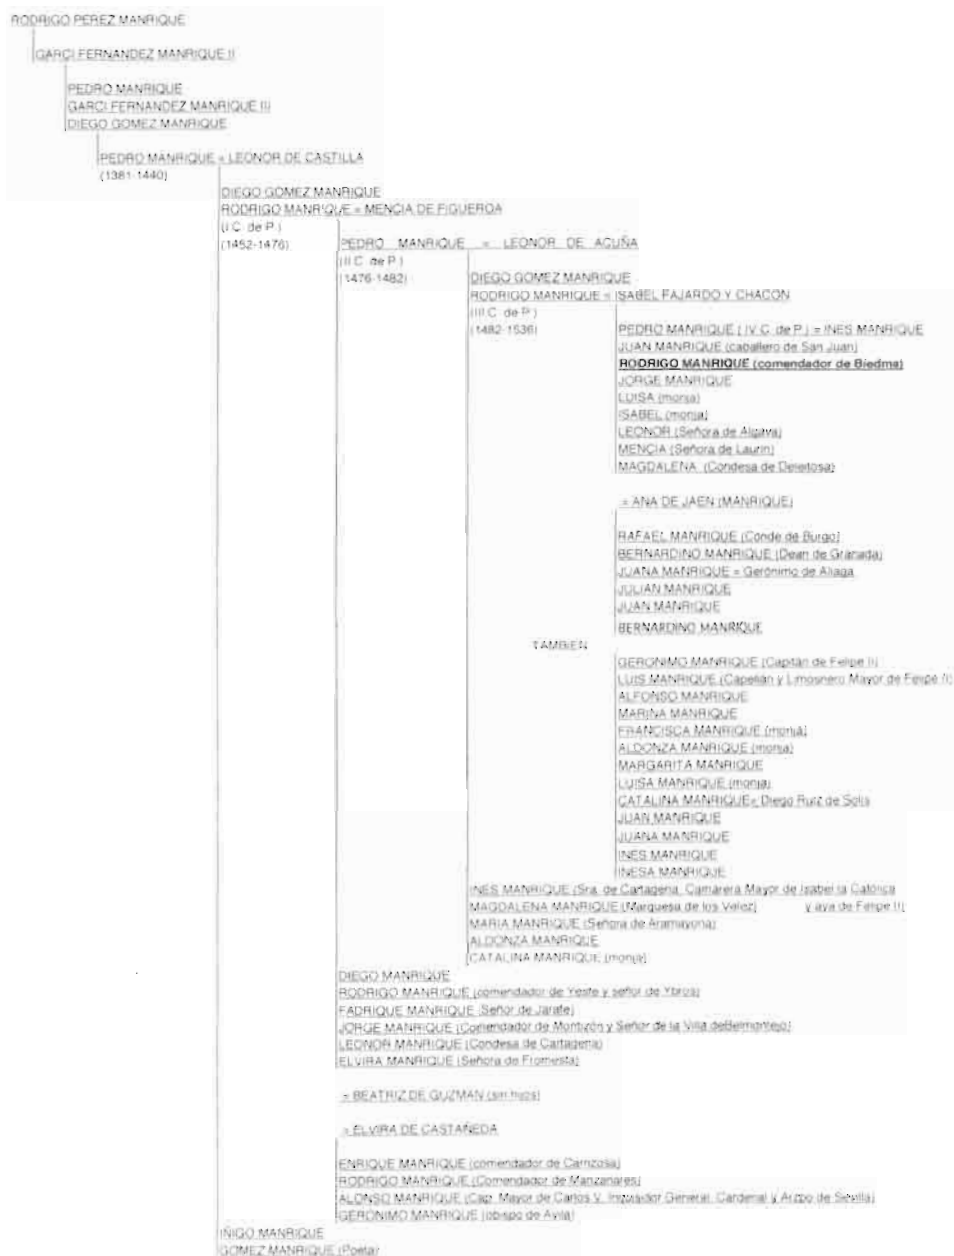 RODRIGO PEREZ MANRIQUE
GARCI FERNANDEZ MANRIQUE II
PEDRO MANRIQUE
GARCI FERNANDEZ MANRIQUE III
DIEGO GOMEZ MANRIQUE
PEDRO MANRIQUE = LEONOR DE CASTILLA
(1381-1440)
DIEGO GOMEZ MANRIQUE
RODRIGO MANRIQUE = MENCIA DE FIGUEROA
(I C. de P.)
(1452-1476)
PEDRO MANRIQUE = LEONOR DE ACUÑA
(II C. de P.)
(1476-1482)
DIEGO GOMEZ MANRIQUE
RODRIGO MANRIQUE = ISABEL FAJARDO Y CHACON
(III C. de P.)
(1482-1536)
PEDRO MANRIQUE ( IV C. de P.) = INES MANRIQUE
JUAN MANRIQUE (caballero de San Juan)
RODRIGO MANRIQUE (comendador de Biedma)
JORGE MANRIQUE
LUISA (monja)
ISABEL (monja)
LEONOR (Señora de Algava)
MENCIA (Señora de Laurin)
MAGDALENA (Condesa de Deleitosa)
= ANA DE JAEN (MANRIQUE)
RAFAEL MANRIQUE (Conde de Burgo)
BERNARDINO MANRIQUE (Dean de Granada)
JUANA MANRIQUE = Gerónimo de Aliaga
JULIAN MANRIQUE
JUAN MANRIQUE
BERNARDINO MANRIQUE
TAMBIEN
GERONIMO MANRIQUE (Capitán de Felipe II)
LUIS MANRIQUE (Capellán y Limosnero Mayor de Felipe II)
ALFONSO MANRIQUE
MARINA MANRIQUE
FRANCISCA MANRIQUE (monja)
ALDONZA MANRIQUE (monja)
MARGARITA MANRIQUE
LUISA MANRIQUE (monja)
CATALINA MANRIQUE= Diego Ruiz de Solis
JUAN MANRIQUE
JUANA MANRIQUE
INES MANRIQUE
INESA MANRIQUE
INES MANRIQUE (Sra. de Cartagena, Camarera Mayor de Isabel la Católica
MAGDALENA MANRIQUE (Marquesa de los Velez) y aya de Felipe II)
MARIA MANRIQUE (Señora de Aramayona)
ALDONZA MANRIQUE
CATALINA MANRIQUE (monja)
DIEGO MANRIQUE
RODRIGO MANRIQUE (comendador de Yeste y señor de Ybros)
FADRIQUE MANRIQUE (Señor de Jarafe)
JORGE MANRIQUE (Comendador de Montizón y Señor de la Villa deBelmontejo)
LEONOR MANRIQUE (Condesa de Cartagena)
ELVIRA MANRIQUE (Señora de Fromesta)
= BEATRIZ DE GUZMAN (sin hijos)
= ELVIRA DE CASTAÑEDA
ENRIQUE MANRIQUE (comendador de Carrizosa)
RODRIGO MANRIQUE (Comendador de Manzanares)
ALONSO MANRIQUE (Cap. Mayor de Carlos V, Inquisidor General, Cardenal y Arzpo de Sevilla)
GERONIMO MANRIQUE (obispo de Avila)
IÑIGO MANRIQUE
GOMEZ MANRIQUE (Poeta)